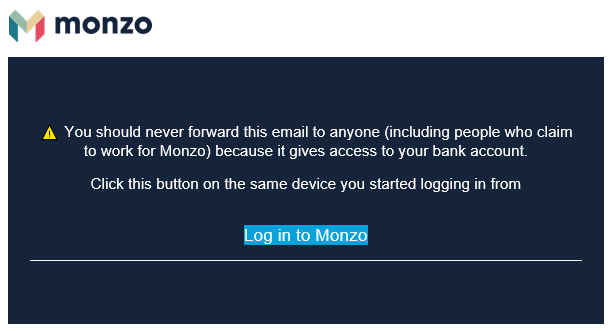 monzo
⚠ You should never forward this email to anyone (including people who claim
to work for Monzo) because it gives access to your bank account.
Click this button on the same device you started logging in from
Log in to Monzo